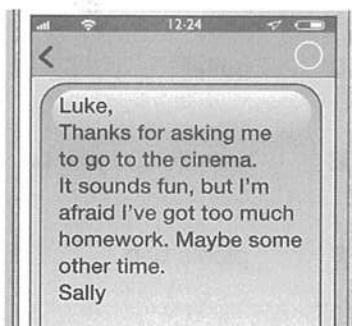 12-24
Luke,
Thanks for asking me
to go to the cinema.
It sounds fun, but I'm
afraid I've got too much
homework. Maybe some
other time.
Sally